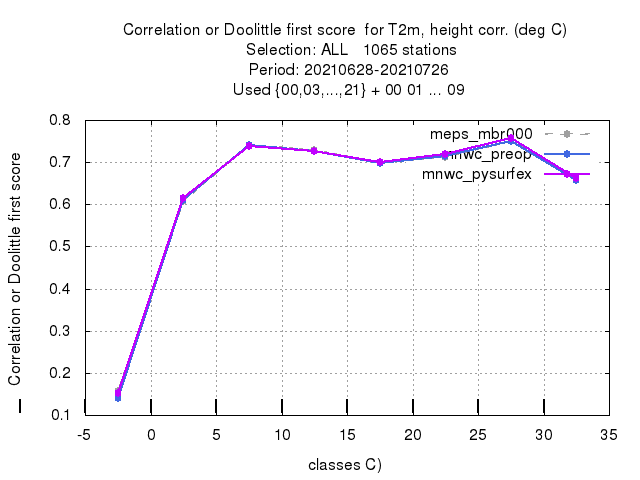 Correlation or Doolittle first score for T2m, height corr. (deg C)
Selection: ALL 1065 stations
Period: 20210628-20210726
Used {00,03,...,21} + 00 01 ... 09
Correlation or Doolittle first score
0.8
0.7
0.6
0.5
0.4
0.3
0.2
0.1
meps_mbr000
mnwc_preop
mnwc_pysurfex
-5 0 5 10 15 20 25 30 35
classes C)